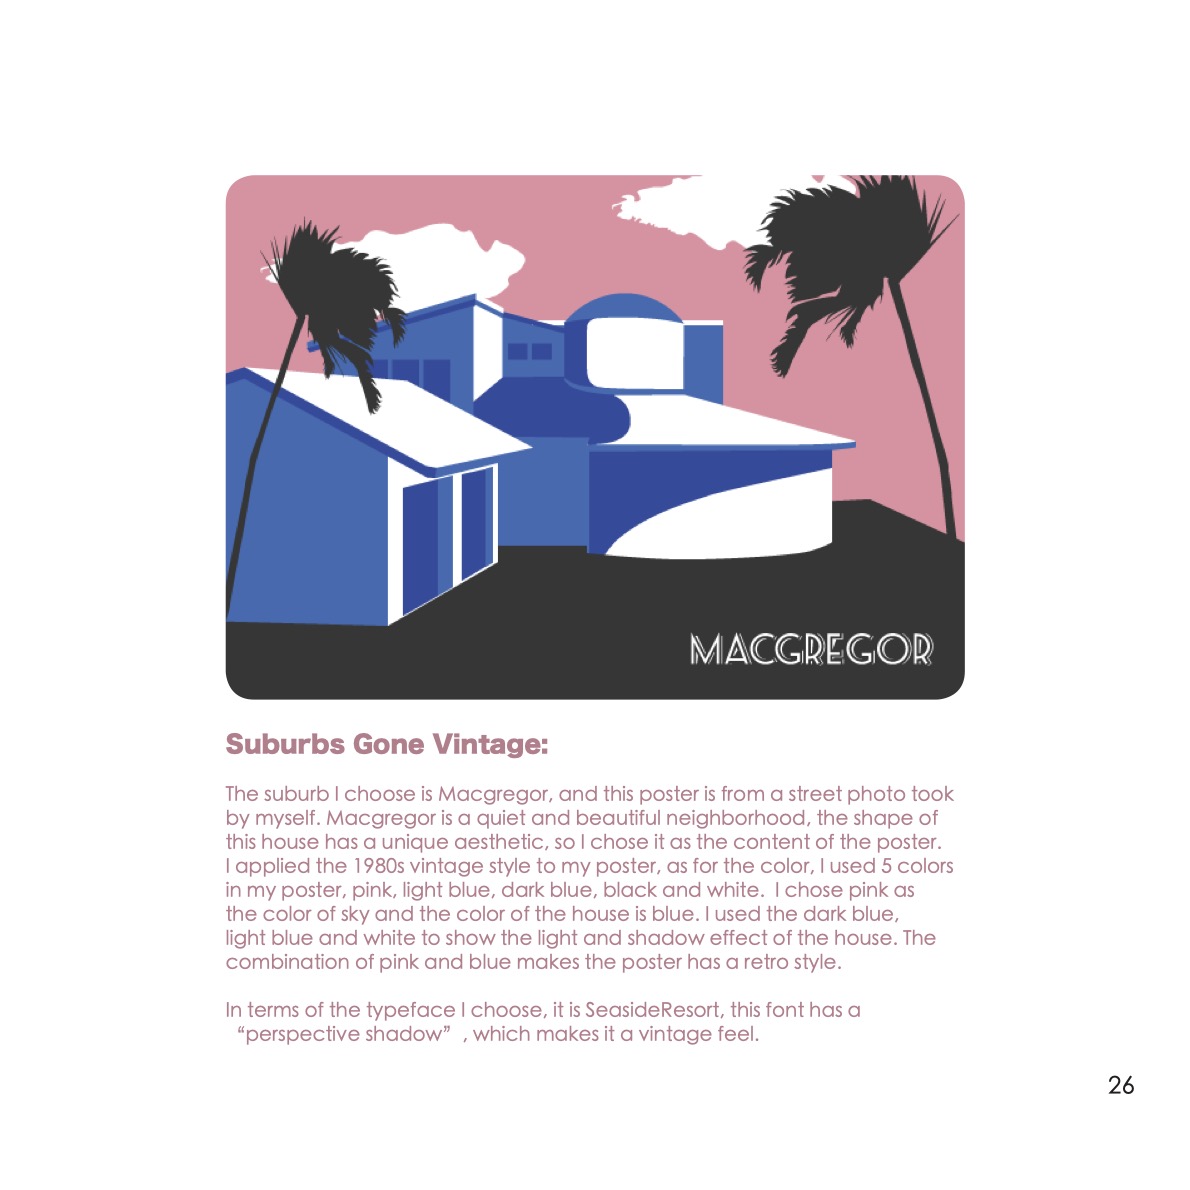 MACGREGOR
Suburbs Gone Vintage:
The suburb I choose is Macgregor, and this poster is from a street photo took
by myself. Macgregor is a quiet and beautiful neighborhood, the shape of
this house has a unique aesthetic, so I chose it as the content of the poster.
I applied the 1980s vintage style to my poster, as for the color, I used 5 colors
in my poster, pink, light blue, dark blue, black and white.  I chose pink as
the color of sky and the color of the house is blue. I used the dark blue,
light blue and white to show the light and shadow effect of the house. The
combination of pink and blue makes the poster has a retro style.
In terms of the typeface I choose, it is SeasideResort, this font has a
“perspective shadow” , which makes it a vintage feel.
26